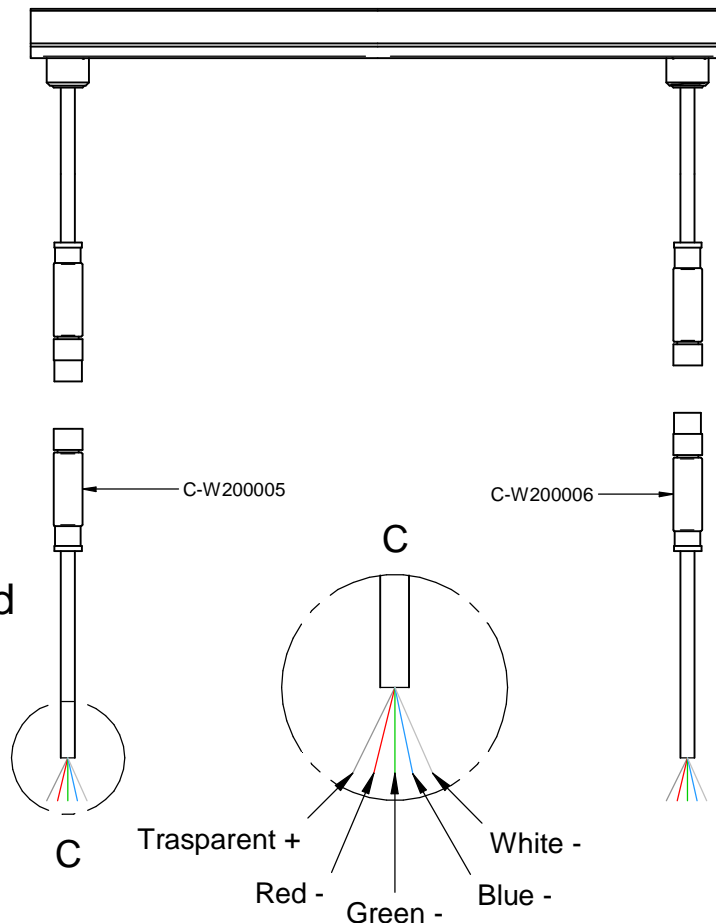 C-W200005
C-W200006
C
d
Trasparent +
White -
C
Red -
Blue -
Green -